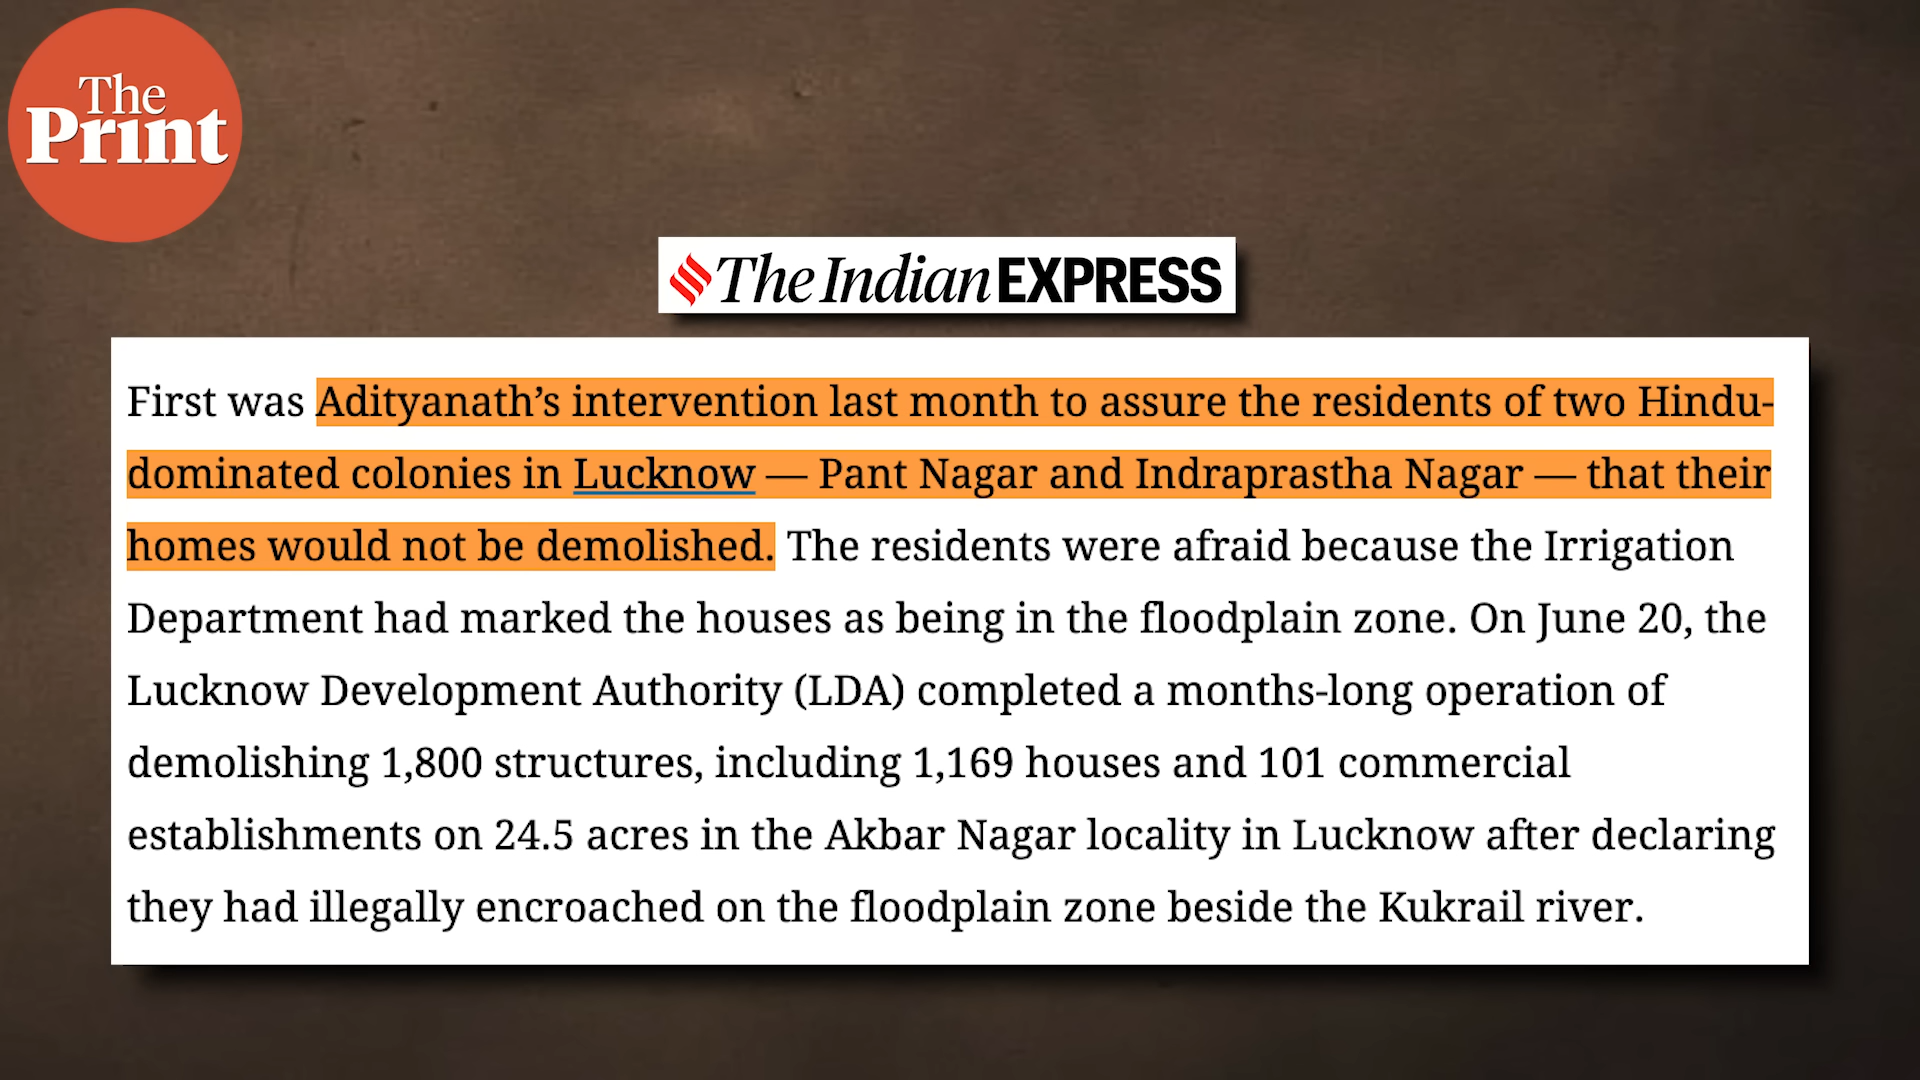 The
Print
The Indian EXPRESS
First was Adityanath’s intervention last month to assure the residents of two Hindu-
dominated colonies in Lucknow — Pant Nagar and Indraprastha Nagar — that their
homes would not be demolished. The residents were afraid because the Irrigation
Department had marked the houses as being in the floodplain zone. On June 20, the
Lucknow Development Authority (LDA) completed a months-long operation of
demolishing 1,800 structures, including 1,169 houses and 101 commercial
establishments on 24.5 acres in the Akbar Nagar locality in Lucknow after declaring
they had illegally encroached on the floodplain zone beside the Kukrail river.